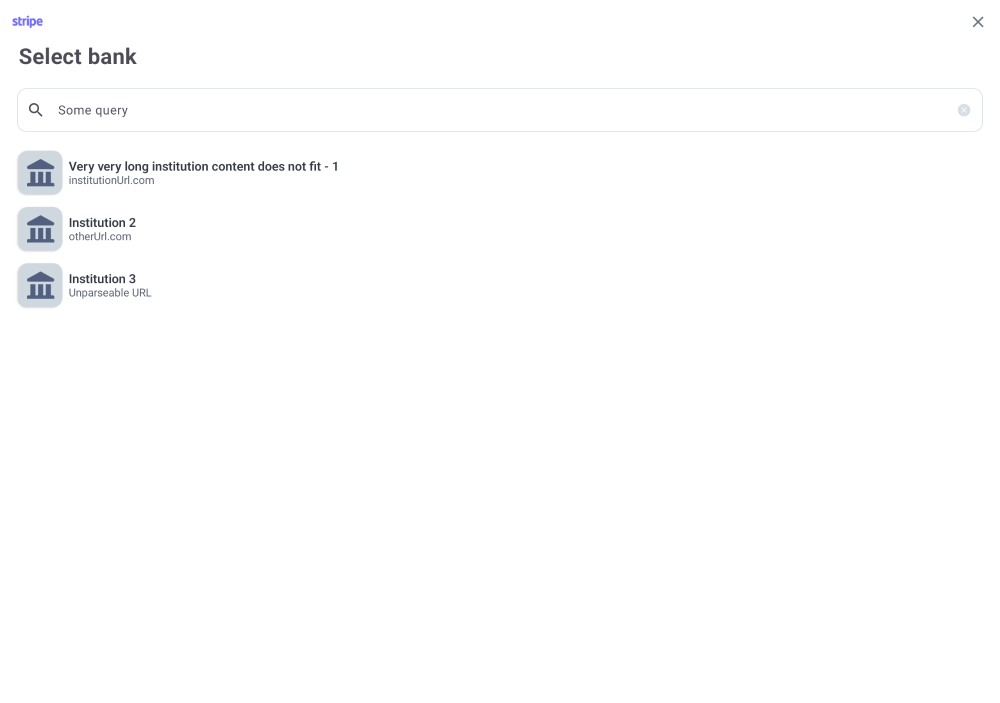 stripe
Select bank
Some query
Very very long institution content does not fit - 1
institutionUrl.com
Institution 2
otherUrl.com
Institution 3
Unparseable URL